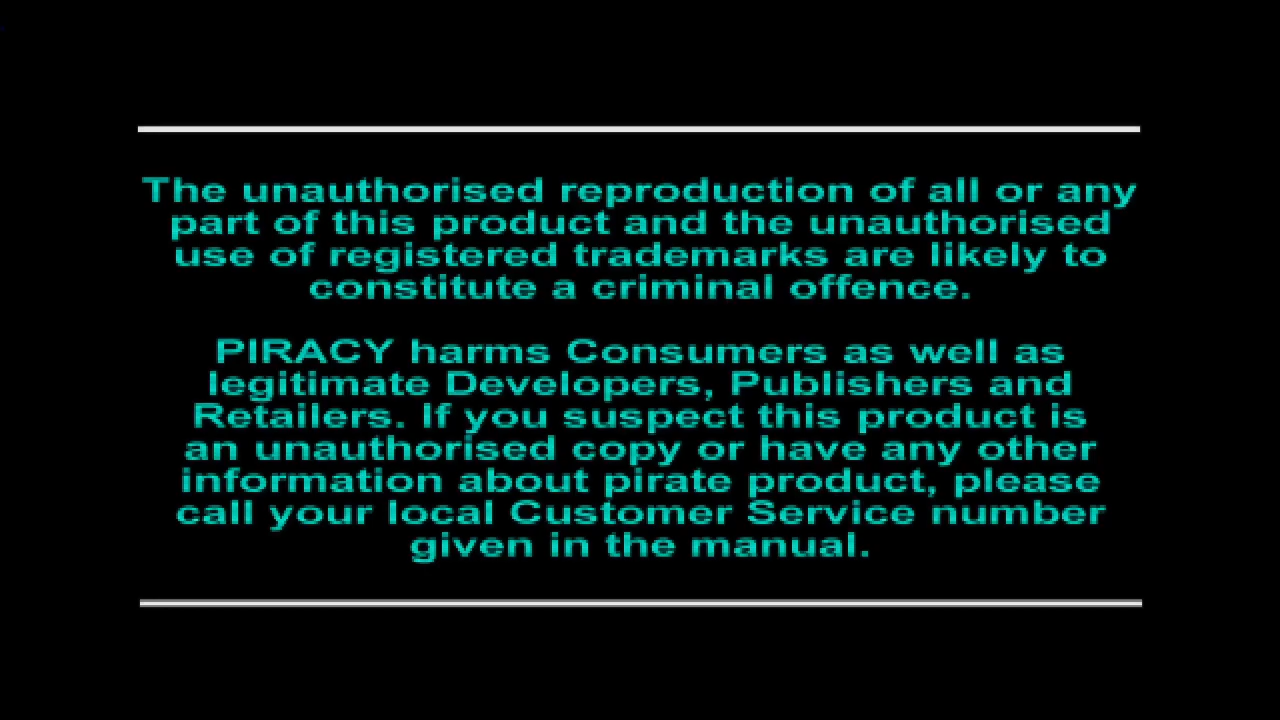 The unauthorised reproduction of all or any
part of this product and the unauthorised
use of registered trademarks are likely to
constitute a criminal offence.
PIRACY harms Consumers as well as
legitimate Developers, Publishers and
Retailers. If you suspect this product is
an unauthorised copy or have any other
information about pirate product, please
call your local Customer Service number
given in the manual.